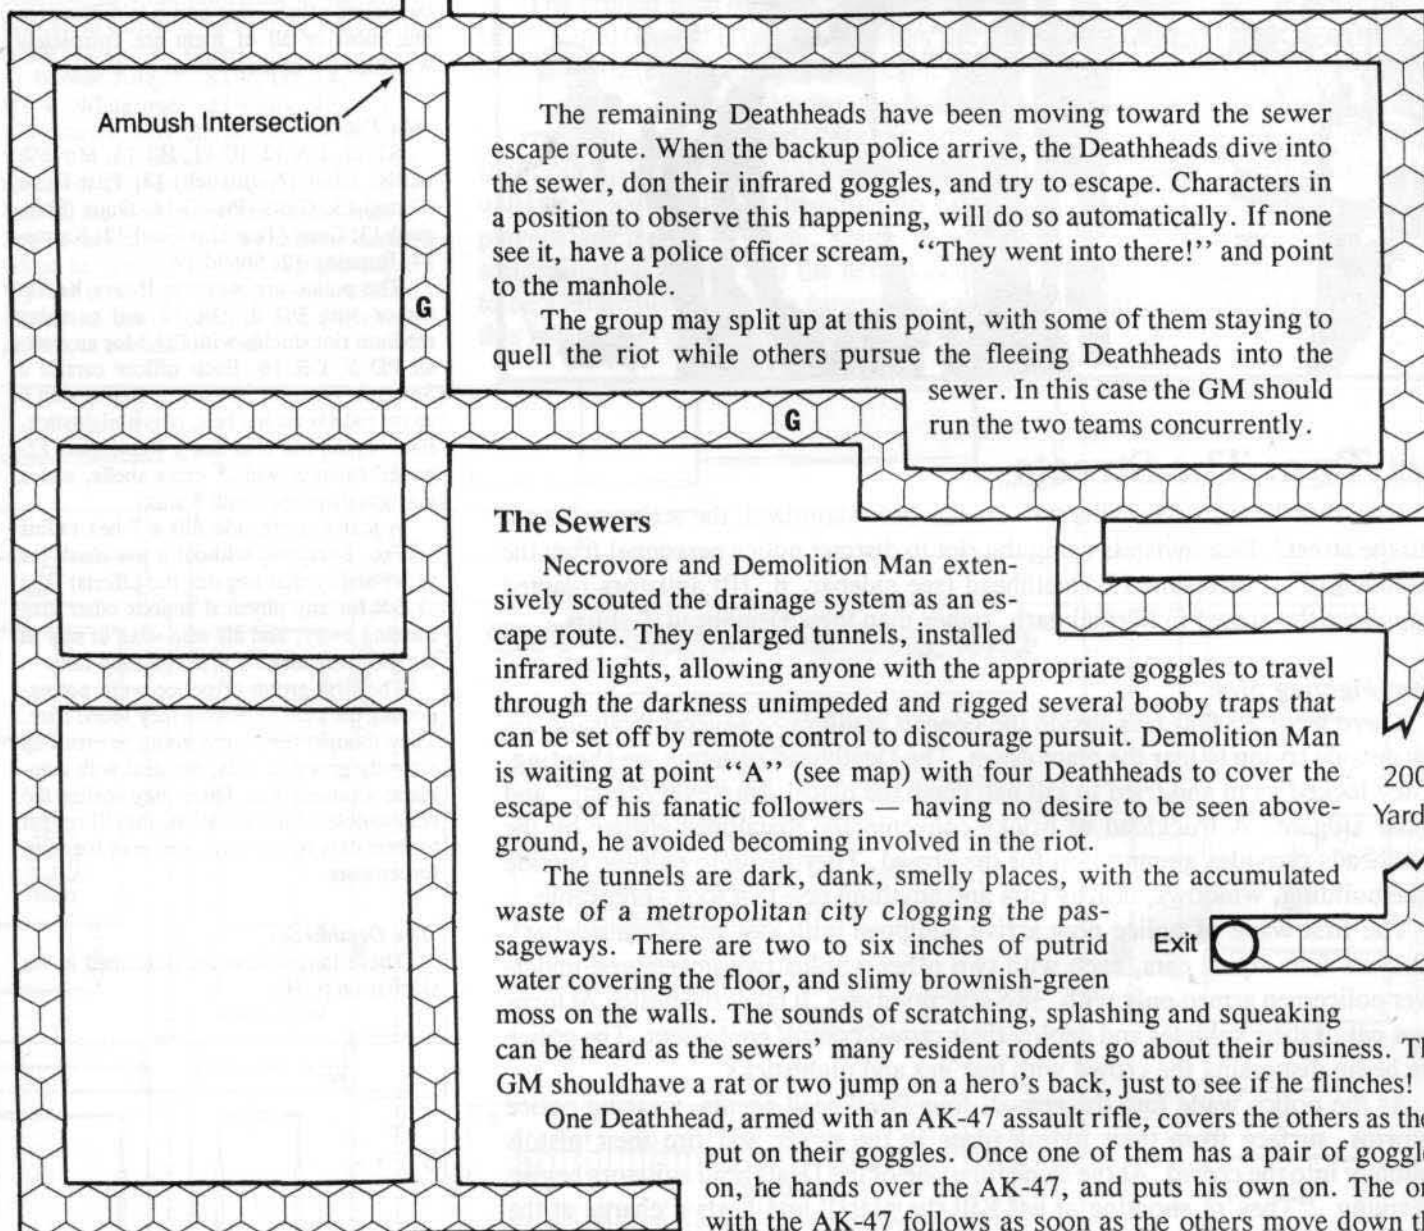 Ambush Intersection
The remaining Deathheads have been moving toward the sewer
escape route. When the backup police arrive, the Deathheads dive into
the sewer, don their infrared goggles, and try to escape. Characters in
a position to observe this happening, will do so automatically. If none
see it, have a police officer scream, “They went into there!” and point
to the manhole.
G
The group may split up at this point, with some of them staying to
quell the riot while others pursue the fleeing Deathheads into the
sewer. In this case the GM should
run the two teams concurrently.
G
The Sewers
Necrovore and Demolition Man exten-
sively scouted the drainage system as an es-
cape route. They enlarged tunnels, installed
infrared lights, allowing anyone with the appropriate goggles to travel
through the darkness unimpeded and rigged several booby traps that
can be set off by remote control to discourage pursuit. Demolition Man
is waiting at point “A” (see map) with four Deathheads to cover the
escape of his fanatic followers — having no desire to be seen above-
ground, he avoided becoming involved in the riot.
200
Yard
The tunnels are dark, dank, smelly places, with the accumulated
waste of a metropolitan city clogging the pas-
sageways. There are two to six inches of putrid
water covering the floor, and slimy brownish-green
Exit
moss on the walls. The sounds of scratching, splashing and squeaking
can be heard as the sewers’ many resident rodents go about their business.
GM shouldhave a rat or two jump on a hero’s back, just to see if he flinches!
One Deathhead, armed with an AK-47 assault rifle, covers the others as
put on their goggles. Once one of them has a pair of
on, he hands over the AK-47, and puts his own on. The
with the AK-47 follows as soon as the others move down